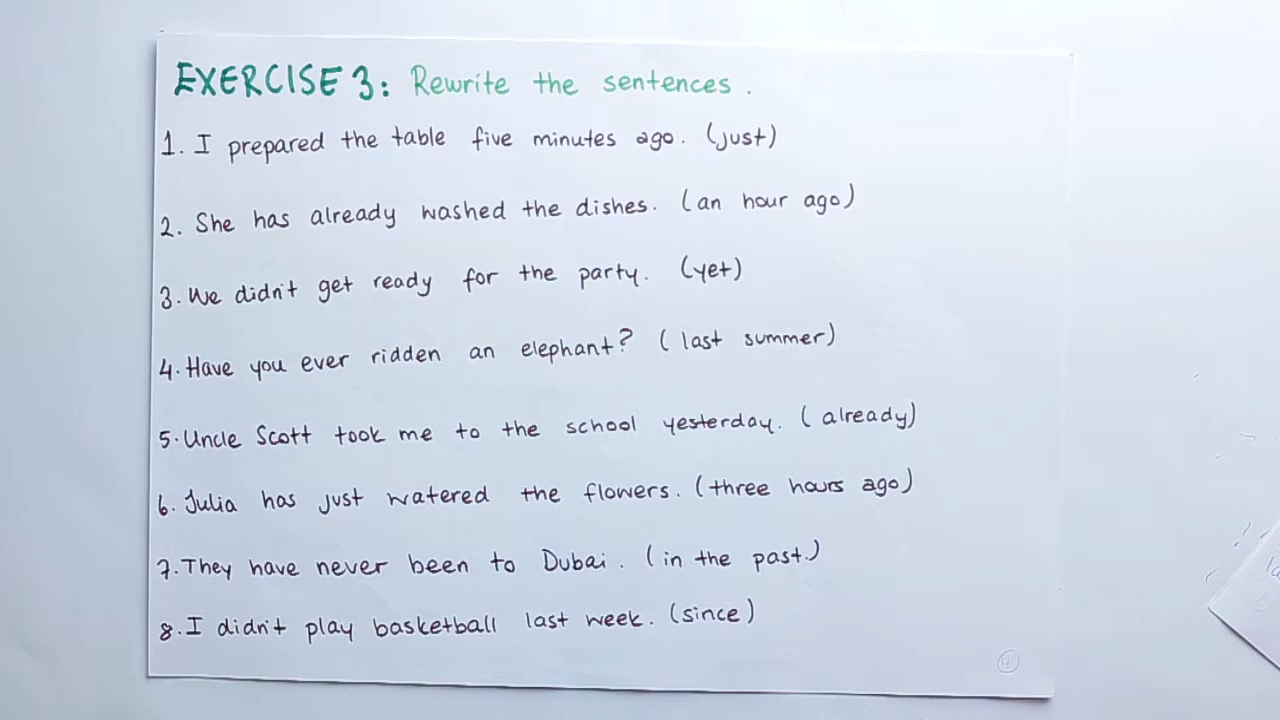 EXERCISE 3: Rewrite the sentences.
1. I prepared the table five minutes ago. (just)
2. She has already washed the dishes. (an hour ago)
3. We didn't get ready for the party. (yet)
4. Have you ever ridden an elephant? (last summer)
5. Uncle Scott took me to the school yesterday. (already)
6. Julia has just watered the flowers. (three hours ago)
7. They have never been to Dubai. (in the past.)
8. I didn't play basketball last week. (since)